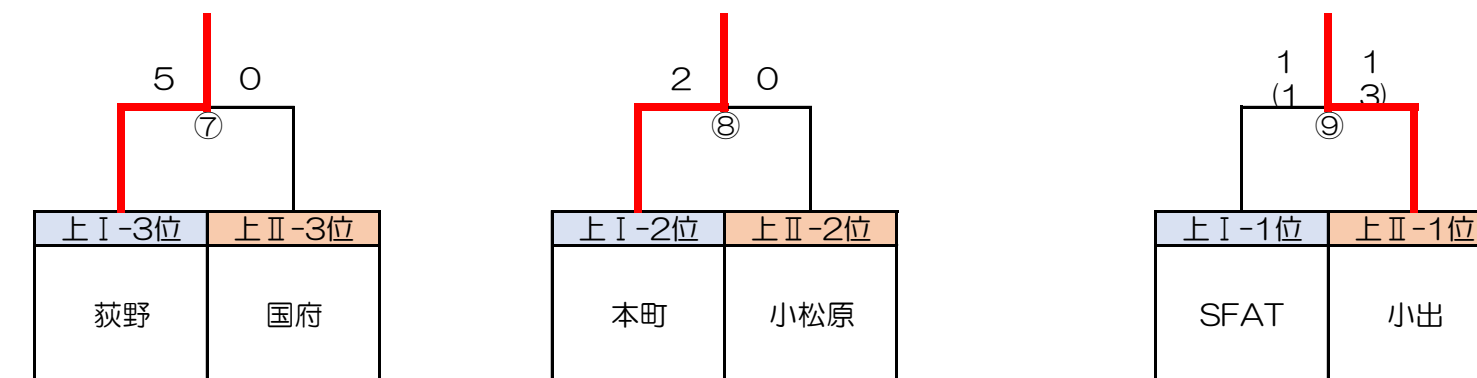 5 0
⑦
上Ⅰ-3位 上Ⅱ-3位
荻野 国府
2 0
⑧
上Ⅰ-2位 上Ⅱ-2位
本町 小松原
1 1
(1 3)
⑨
上Ⅰ-1位 上Ⅱ-1位
SFAT 小出